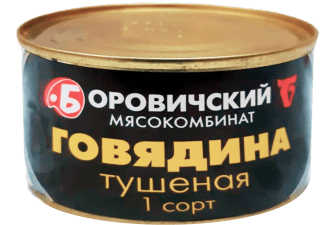 БОРОВИЧСКИЙ
МЯСОКОМБИНАТ
ГОВЯДИНА
тушеная
1 сорт